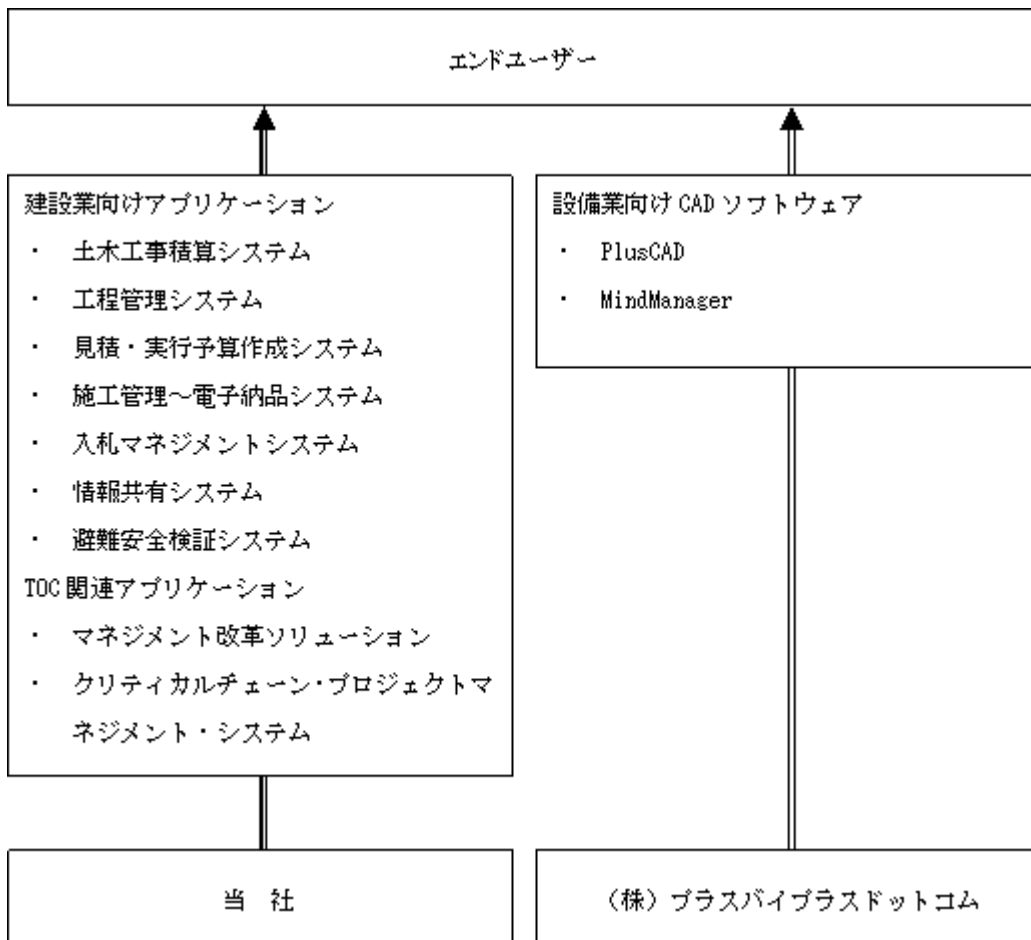 エンドユーザー
建設業向けアプリケーション
・ 土木工事積算システム
・ 工程管理システム
・ 見積・実行予算作成システム
・ 施工管理～電子納品システム
・ 入札マネジメントシステム
・ 情報共有システム
・ 避難安全検証システム
TOC関連アプリケーション
・ マネジメント改革ソリューション
・ クリティカルチェーン・プロジェクトマ
ネジメント・システム
設備業向け CAD ソフトウェア
・ PlusCAD
・ MindManager
当 社
（株）プラスバイプラスドットコム